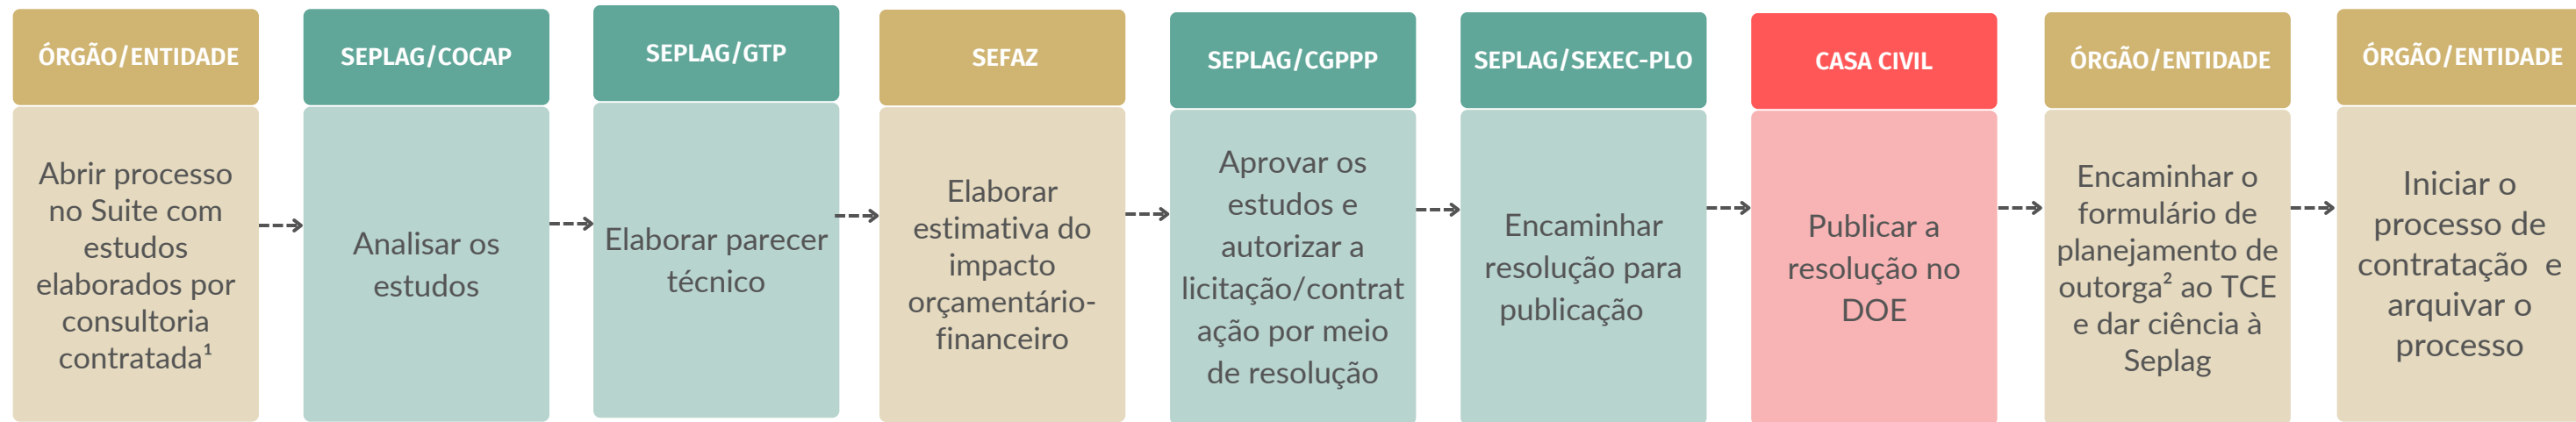 ÓRGÃO/ENTIDADE
Abrir processo
no Suite com
estudos
elaborados por
consultoria
contratada¹
SEPLAG/COCAP
Analisar os
estudos
SEPLAG/GTP
Elaborar parecer
técnico
SEFAZ
Elaborar
estimativa do
impacto
orçamentário-
financeiro
SEPLAG/CGPPP
Aprovar os
estudos e
autorizar a
licitação/contrat
ação por meio
de resolução
SEPLAG/SEXEC-PLO
Encaminhar
resolução para
publicação
CASA CIVIL
Publicar a
resolução no
DOE
ÓRGÃO/ENTIDADE
Encaminhar o
formulário de
planejamento de
outorga² ao TCE
e dar ciência à
Seplag
ÓRGÃO/ENTIDADE
Iniciar o
processo de
contratação e
arquivar o
processo